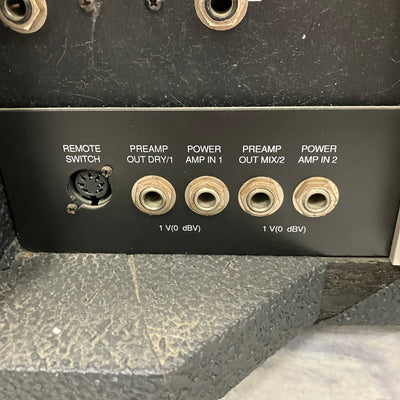 REMOTE
SWITCH
PREAMP
OUT DRY/1
POWER
AMP IN 1
PREAMP
OUT MIX/2
POWER
AMP IN 2
1 V(0 dBV)
1 V(0 dBV)